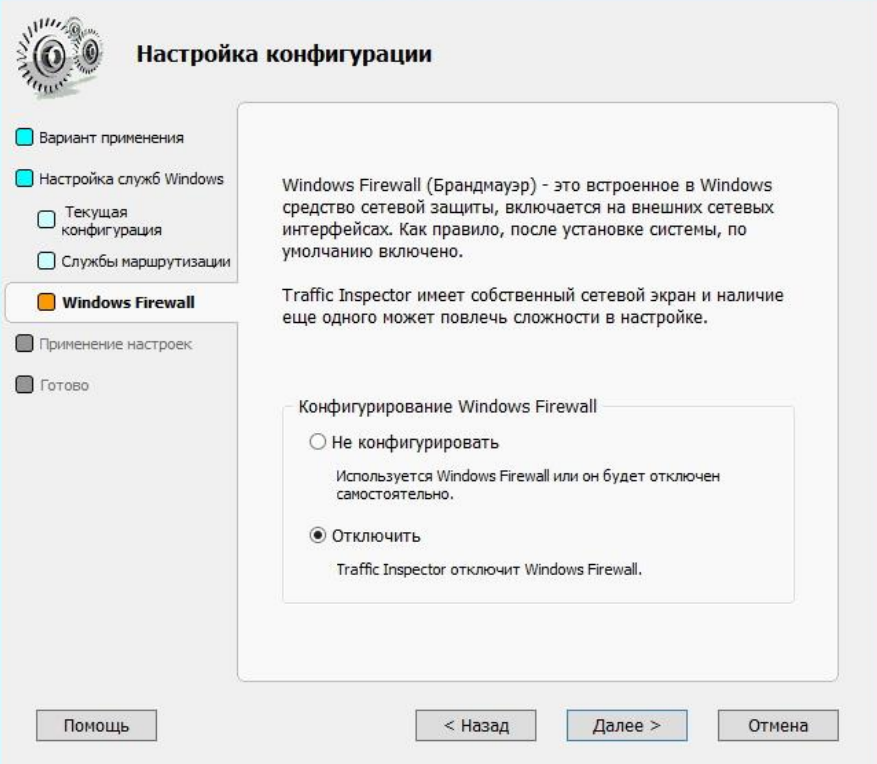 Настройка конфигурации
Вариант применения
Настройка служб Windows
Текущая
конфигурация
Службы маршрутизации
Windows Firewall
Применение настроек
Готово
Windows Firewall (Брандмауэр) - это встроенное в Windows
средство сетевой защиты, включается на внешних сетевых
интерфейсах. Как правило, после установке системы, по
умолчанию включено.
Traffic Inspector имеет собственный сетевой экран и наличие
еще одного может повлечь сложности в настройке.
Конфигурирование Windows Firewall
Не конфигурировать
Используется Windows Firewall или он будет отключен
самостоятельно.
Отключить
Traffic Inspector отключит Windows Firewall.
Помощь
< Назад
Далее >
Отмена